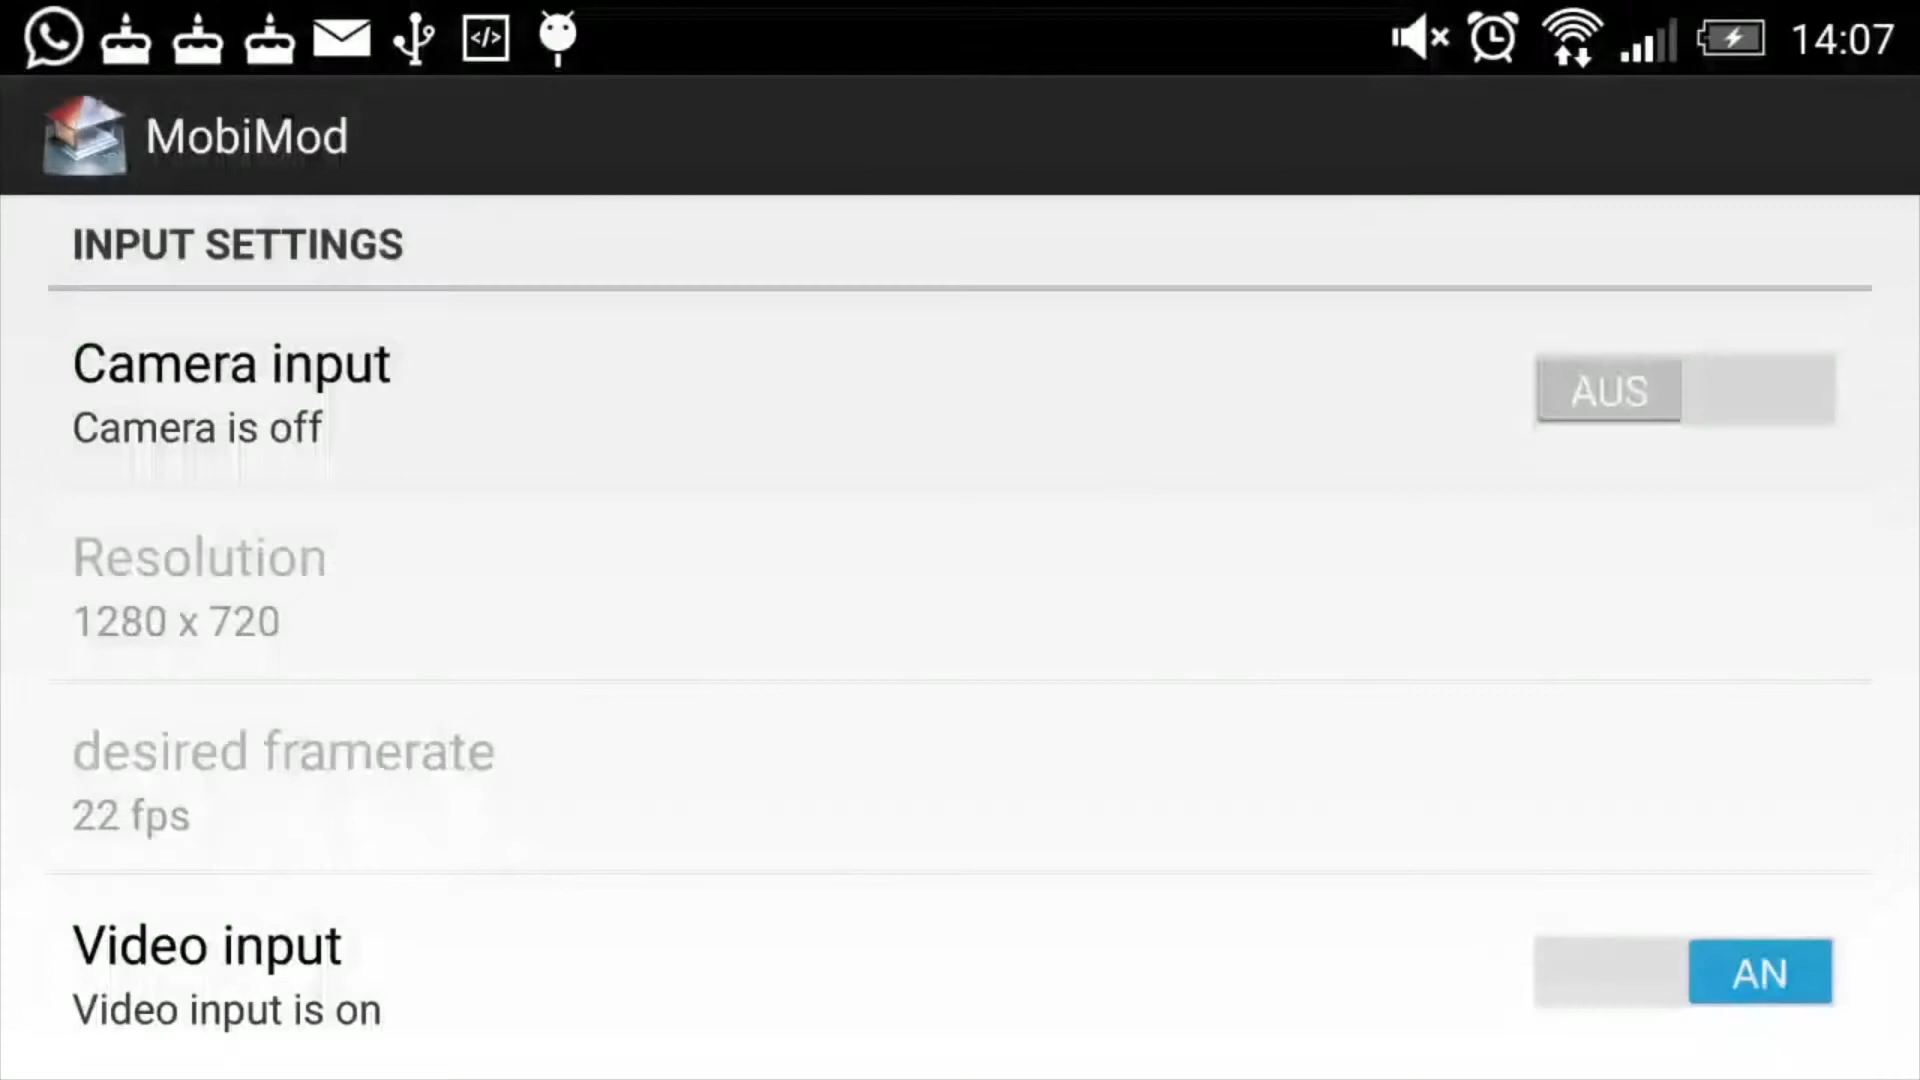 14:07
MobiMod
INPUT SETTINGS
Camera input
AUS
Camera is off
Resolution
1280 x 720
desired framerate
22 fps
Video input
AN
Video input is on